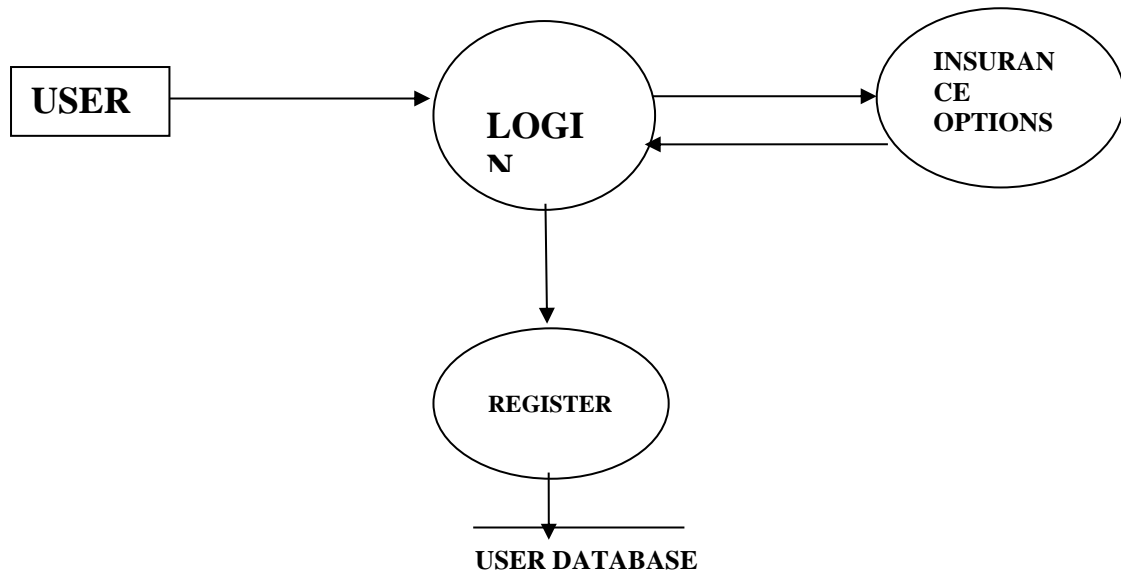 USER
LOGI
N
INSURAN
CE
OPTIONS
REGISTER
USER DATABASE